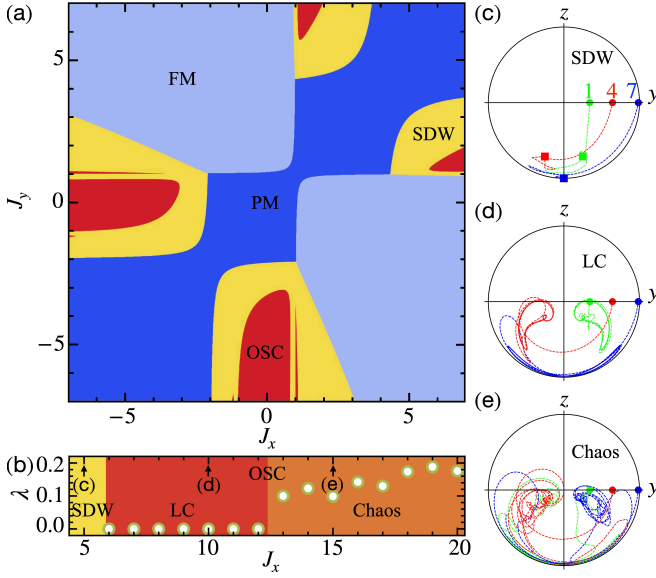 (a)
FM
SDW
PM
OSC
J_y
5
0
−5
−5
0
5
J_x
(b)
λ
0.2
0.1
0.0
(c)
(d)
(e)
OSC
SDW
LC
Chaos
5
10
15
20
J_x
(c)
z
SDW
1
4
7
y
(d)
z
LC
y
(e)
z
Chaos
y